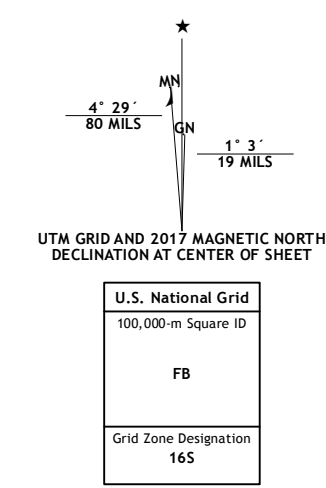 ★
MN
4° 29´
80 MILS
GN
1° 3´
19 MILS
UTM GRID AND 2017 MAGNETIC NORTH
DECLINATION AT CENTER OF SHEET
U.S. National Grid
100,000-m Square ID
FB
Grid Zone Designation
16S